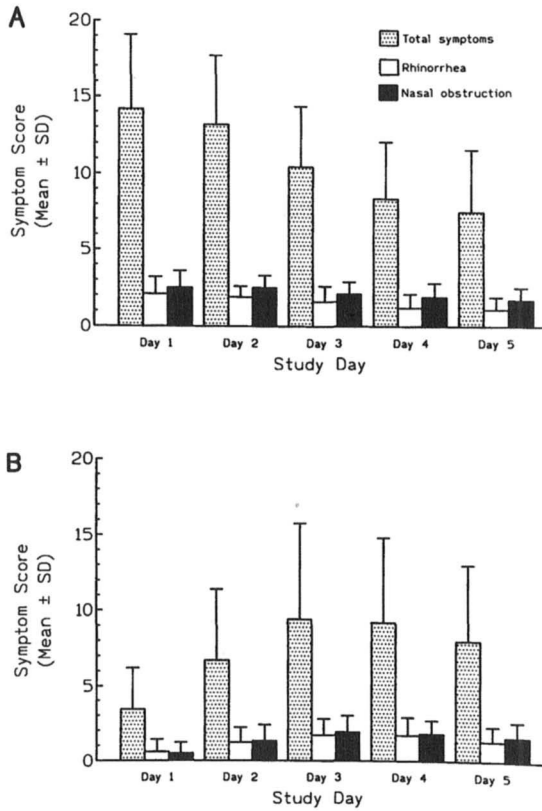 A
20
15
10
5
0
Symptom Score
(Mean ± SD)
Total symptoms
Rhinorrhea
Nasal obstruction
Day 1 Day 2 Day 3 Day 4 Day 5
Study Day
B
20
15
10
5
0
Symptom Score
(Mean ± SD)
Day 1 Day 2 Day 3 Day 4 Day 5
Study Day